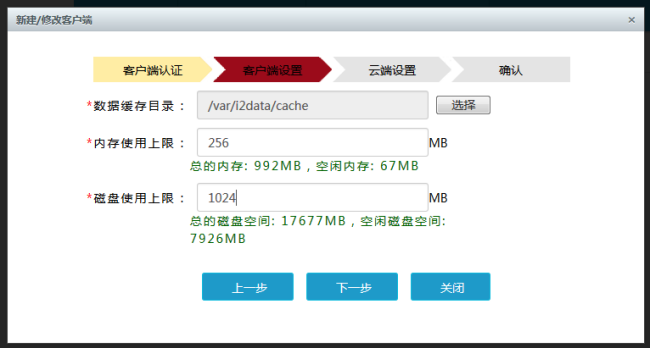 新建/修改客户端 ×
客户端认证 客户端设置 云端设置 确认
*数据缓存目录： /var/i2data/cache 选择
*内存使用上限： 256 MB
总的内存: 992MB , 空闲内存: 67MB
*磁盘使用上限： 1024 MB
总的磁盘空间: 17677MB , 空闲磁盘空间:
7926MB
上一步 下一步 关闭